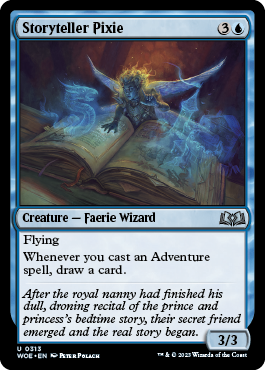 Storyteller Pixie 3
Creature — Faerie Wizard
Flying
Whenever you cast an Adventure
spell, draw a card.
After the royal nanny had finished his
dull, droning recital of the prince and
princess's bedtime story, their secret friend
emerged and the real story began.
3/3
U 0313
WOE • EN Peter Polach
™ & © 2023 Wizards of the Coast